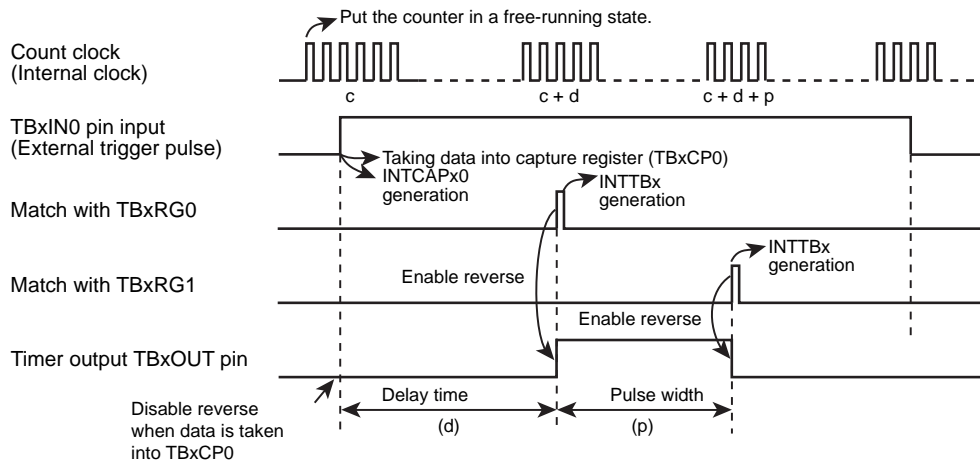 Put the counter in a free-running state.
Count clock
(Internal clock)
c
c + d
c + d + p
TBxIN0 pin input
(External trigger pulse)
Taking data into capture register (TBxCP0)
INTCAPx0
generation
INTTBx
generation
Match with TBxRG0
INTTBx
generation
Enable reverse
Match with TBxRG1
Enable reverse
Timer output TBxOUT pin
Disable reverse
when data is taken
into TBxCP0
Delay time
(d)
Pulse width
(p)